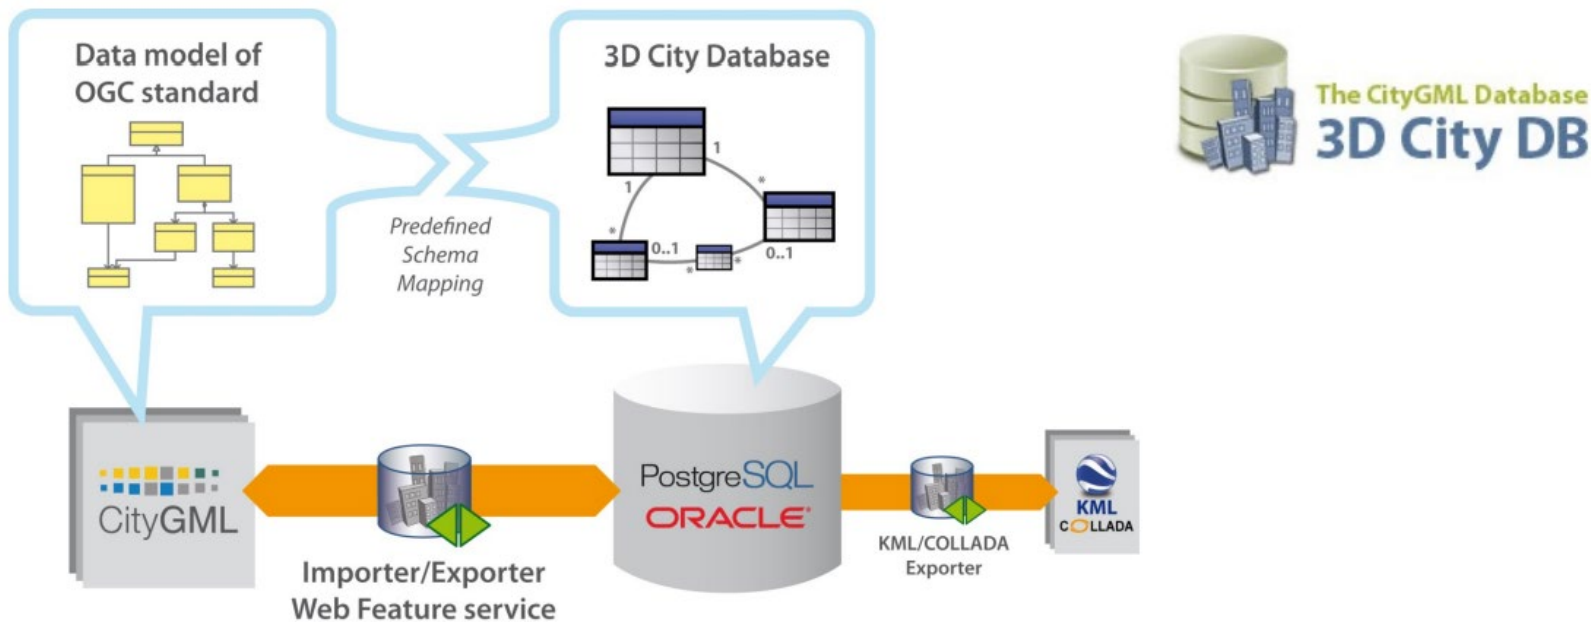 Data model of
OGC standard
3D City Database
1
1
*
*
0..1
*
*
0..1
Predefined
Schema
Mapping
The CityGML Database
3D City DB
CityGML
Importer/Exporter
Web Feature service
PostgreSQL
ORACLE
KML/COLLADA
Exporter
KML
COLLADA